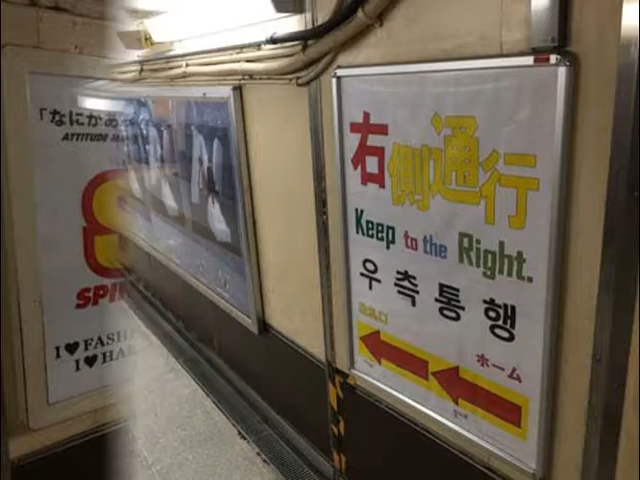 「なにかあ
ATTITUDE
S
SPI
I♥FASH
I♥HA
右側通行
Keep to the Right.
우측통행
ホーム